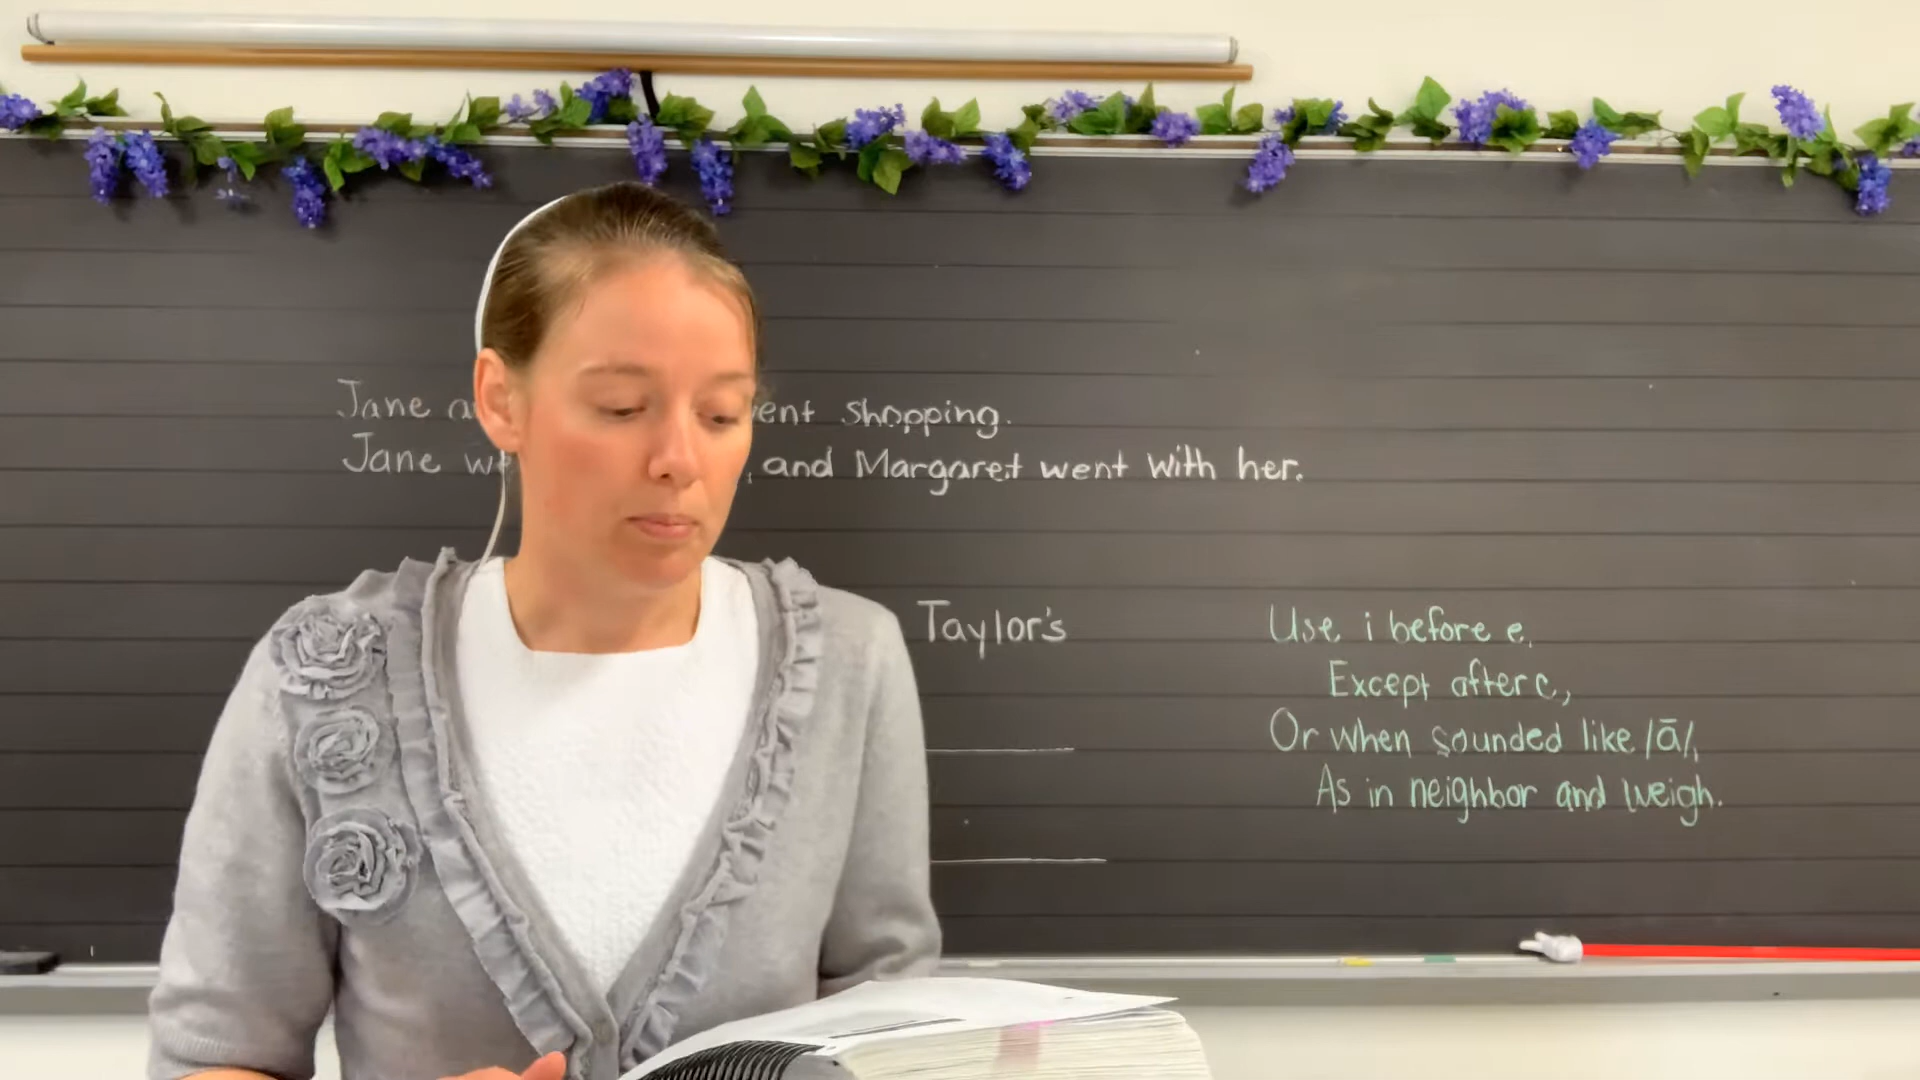 Jane went shopping.
Jane and Margaret went with her.
Taylor's
Use i before e,
Except after c,
Or when sounded like /ā/,
As in neighbor and weigh.